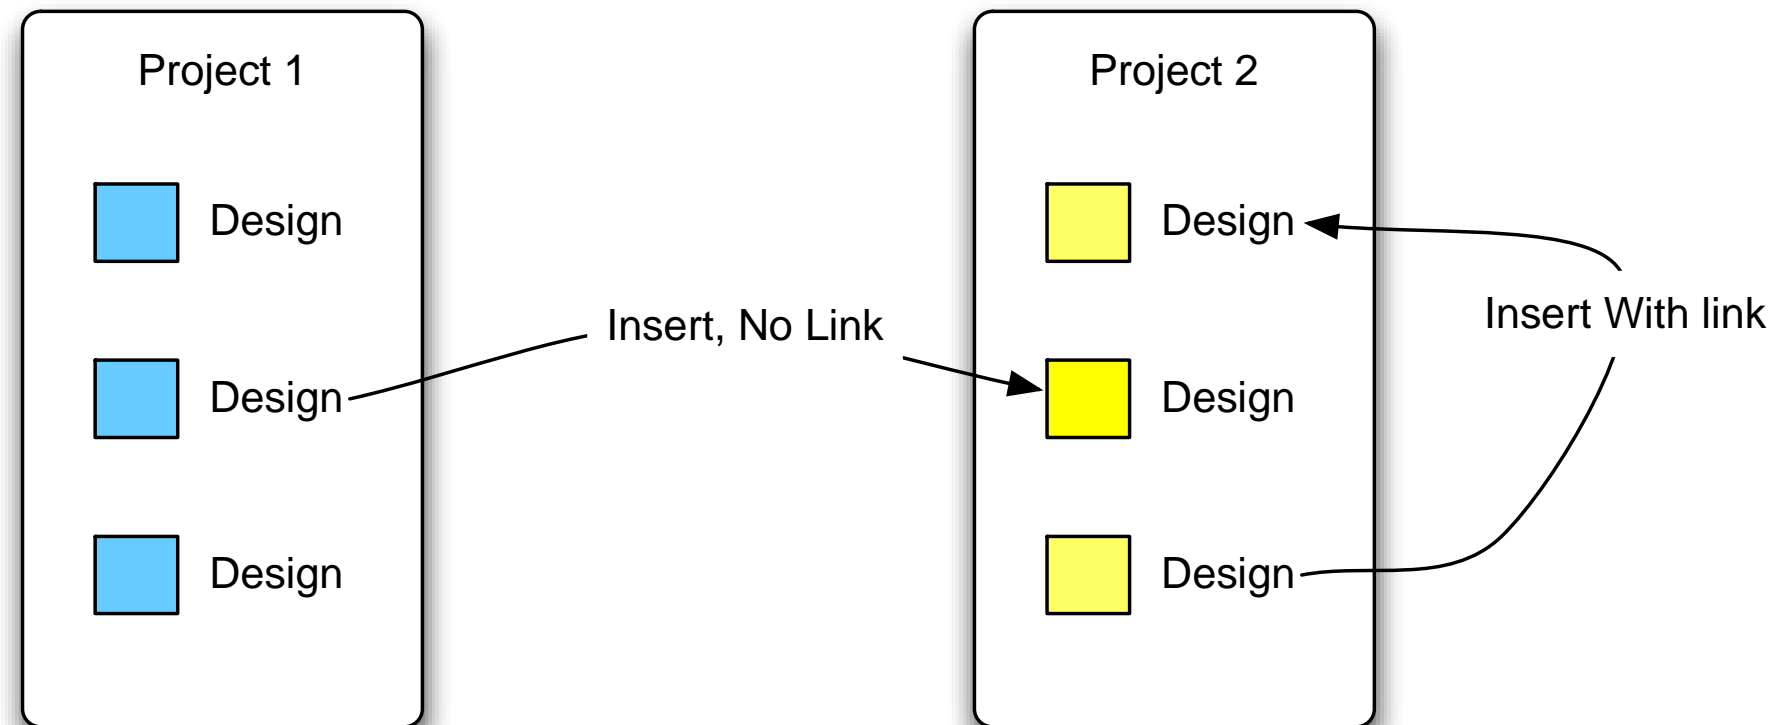 Project 1
Design
Design
Design
Insert, No Link
Project 2
Design
Design
Design
Insert With link